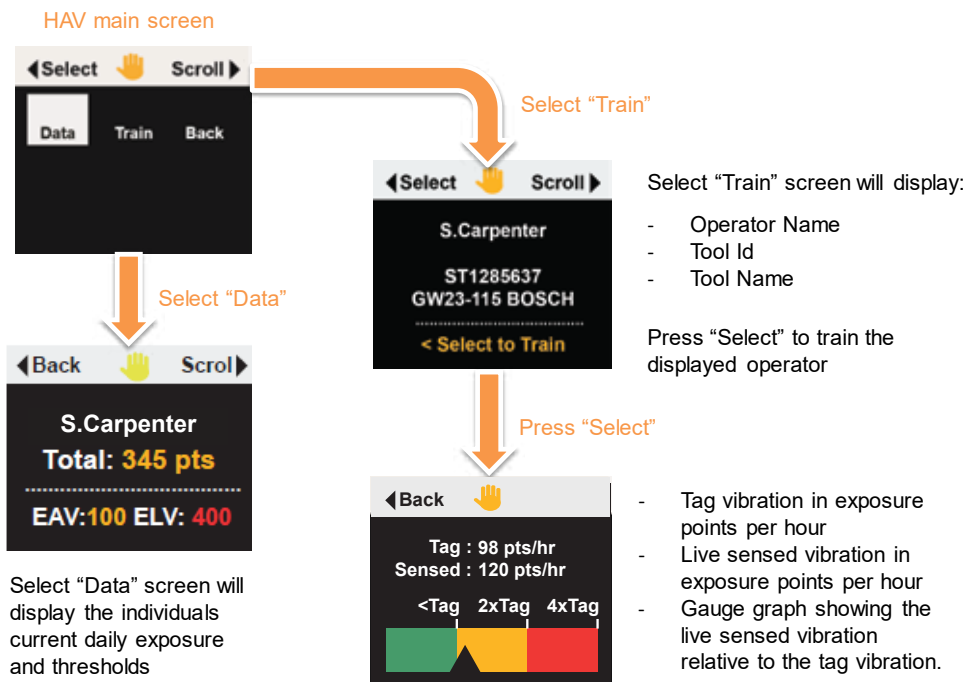 HAV main screen
Select Scroll
Data Train Back
Select “Train”
Select Scroll
S.Carpenter
ST1285637
GW23-115 BOSCH
< Select to Train
Select “Train” screen will display:
- Operator Name
- Tool Id
- Tool Name
Press “Select” to train the
displayed operator
Select “Data”
Back Scrol
S.Carpenter
Total: 345 pts
EAV:100 ELV: 400
Select “Data” screen will
display the individuals
current daily exposure
and thresholds
Press “Select”
Back
Tag : 98 pts/hr
Sensed : 120 pts/hr
<Tag 2xTag 4xTag
- Tag vibration in exposure
points per hour
- Live sensed vibration in
exposure points per hour
- Gauge graph showing the
live sensed vibration
relative to the tag vibration.